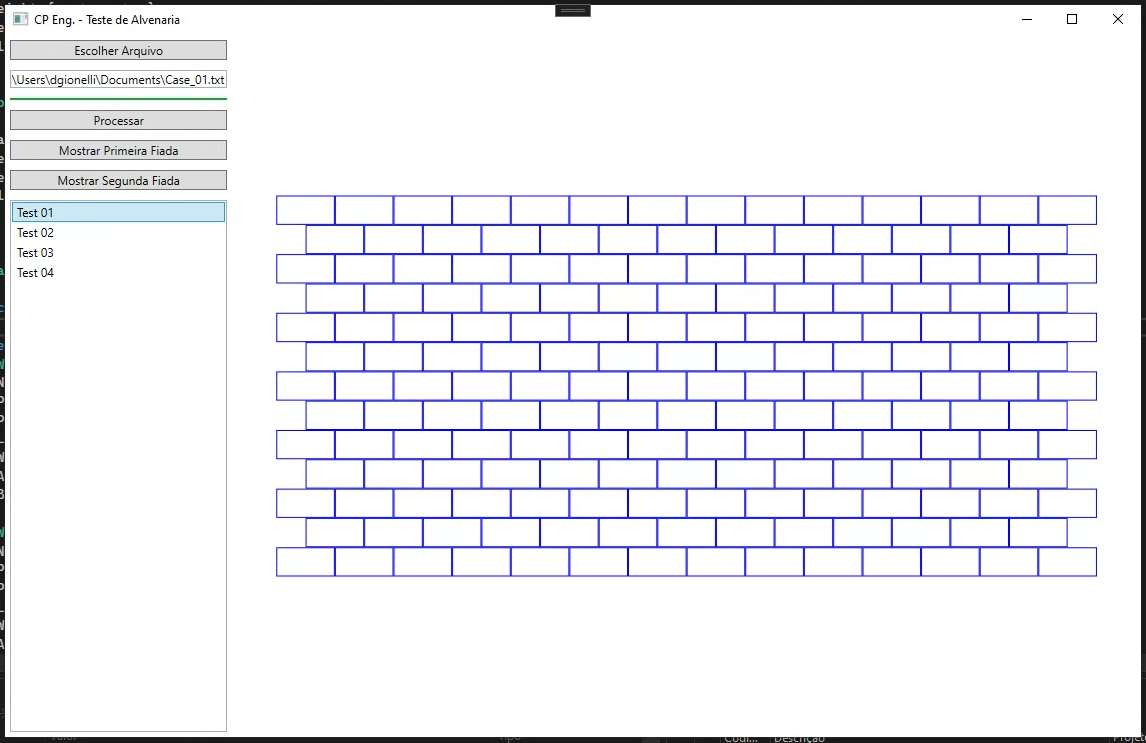 CP Eng. - Teste de Alvenaria
Escolher Arquivo
\Users\dgionelli\Documents\Case_01.txt
Processar
Mostrar Primeira Fiada
Mostrar Segunda Fiada
Test 01
Test 02
Test 03
Test 04
Descrição